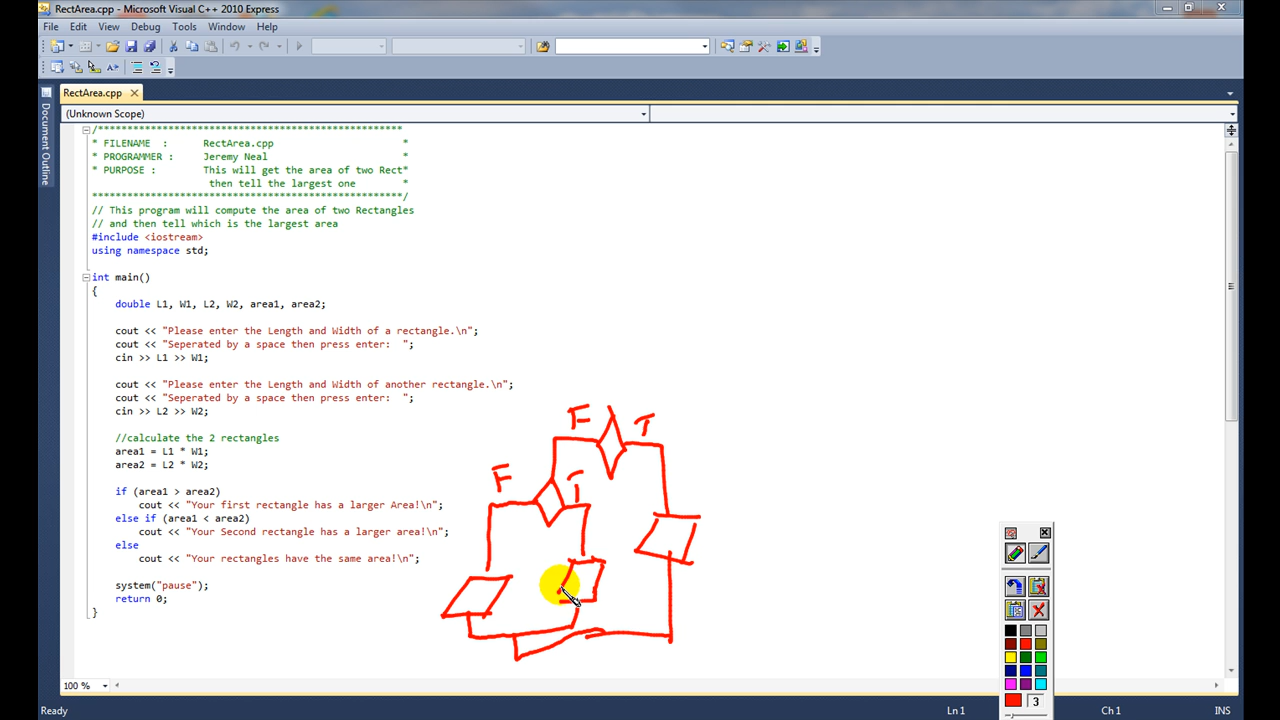 RectArea.cpp - Microsoft Visual C++ 2010 Express
File Edit View Debug Tools Window Help
RectArea.cpp
(Unknown Scope)
Document Outline
/****************************************************
* FILENAME : RectArea.cpp *
* PROGRAMMER : Jeremy Neal *
* PURPOSE : This will get the area of two Rect*
then tell the largest one *
****************************************************/
// This program will compute the area of two Rectangles
// and then tell which is the largest area
#include <iostream>
using namespace std;
int main()
{
double L1, W1, L2, W2, area1, area2;
cout << "Please enter the Length and Width of a rectangle.\n";
cout << "Seperated by a space then press enter:  ";
cin >> L1 >> W1;
cout << "Please enter the Length and Width of another rectangle.\n";
cout << "Seperated by a space then press enter:  ";
cin >> L2 >> W2;
//calculate the 2 rectangles
area1 = L1 * W1;
area2 = L2 * W2;
if (area1 > area2)
cout << "Your first rectangle has a larger Area!\n";
else if (area1 < area2)
cout << "Your Second rectangle has a larger area!\n";
else
cout << "Your rectangles have the same area!\n";
system("pause");
return 0;
}
F T
F T
3
100 %
Ready Ln 1 Ch 1 INS